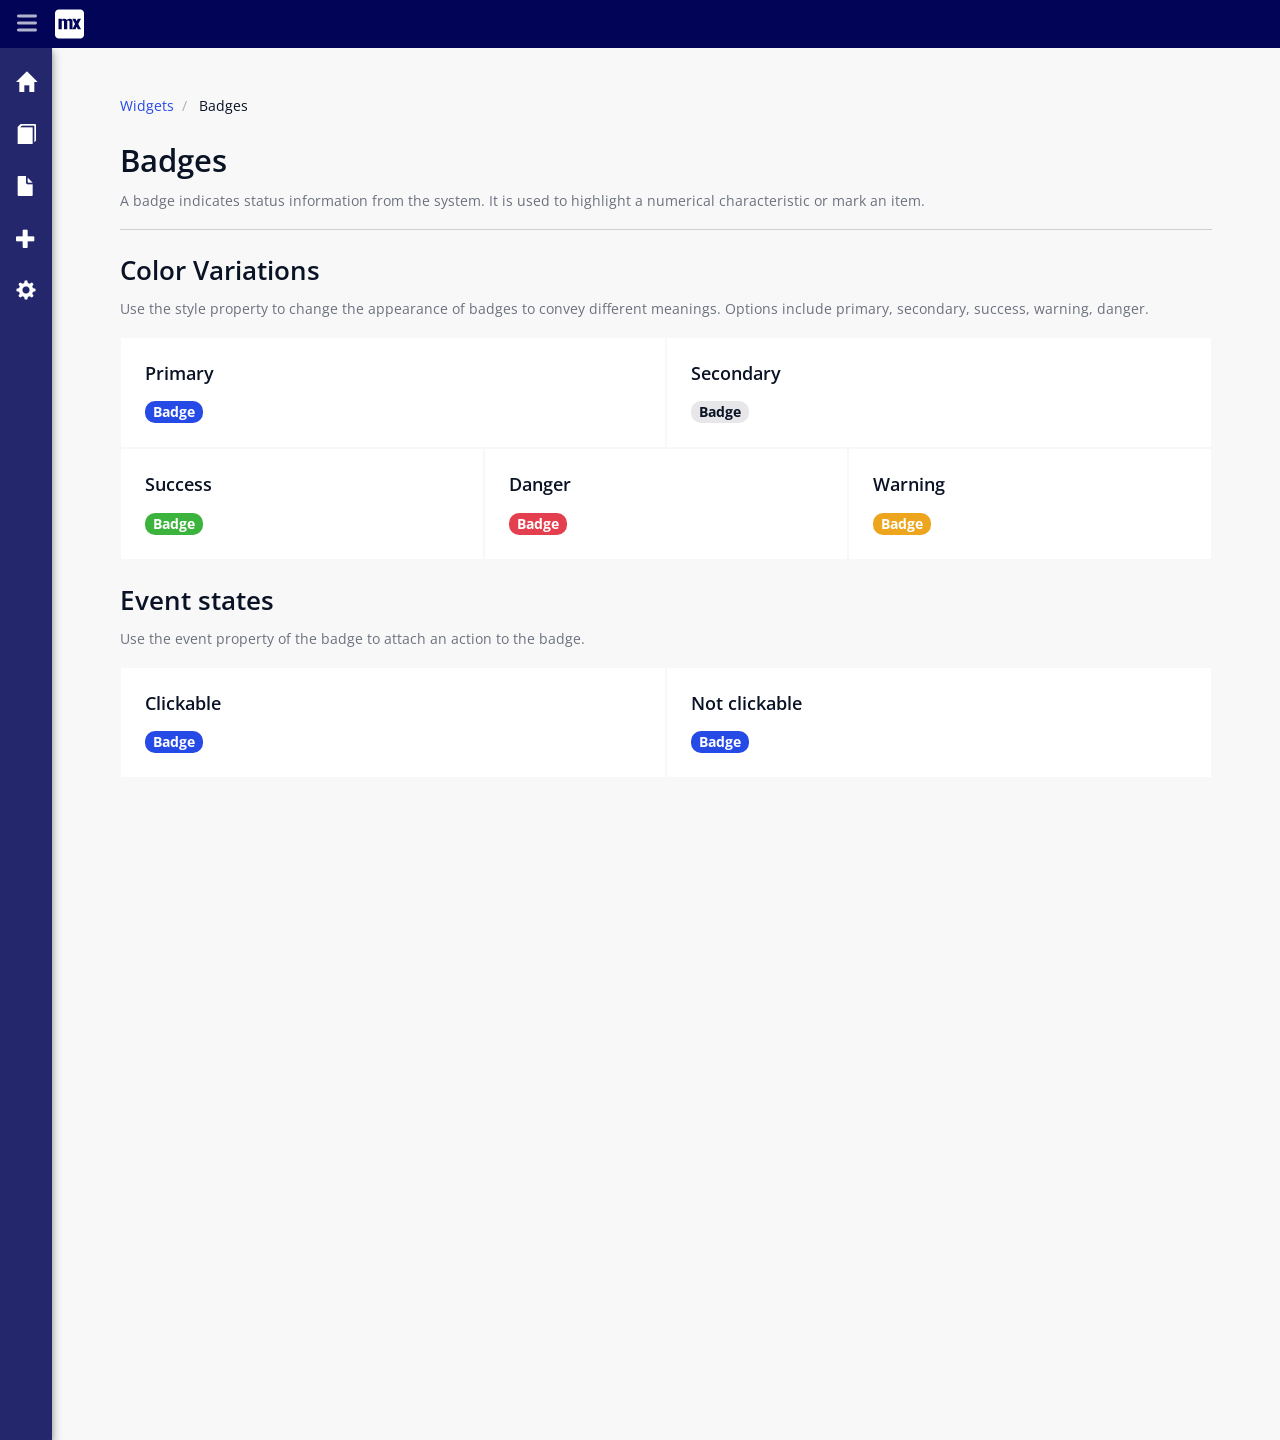 mx
Widgets / Badges
Badges
A badge indicates status information from the system. It is used to highlight a numerical characteristic or mark an item.
Color Variations
Use the style property to change the appearance of badges to convey different meanings. Options include primary, secondary, success, warning, danger.
Primary
Badge
Secondary
Badge
Success
Badge
Danger
Badge
Warning
Badge
Event states
Use the event property of the badge to attach an action to the badge.
Clickable
Badge
Not clickable
Badge